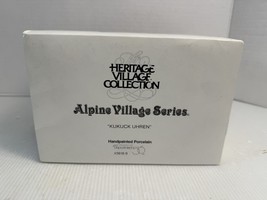 HERITAGE
VILLAGE
COLLECTION
Alpine Village Series
"KUKUCK UHREN"
Handpainted Porcelain